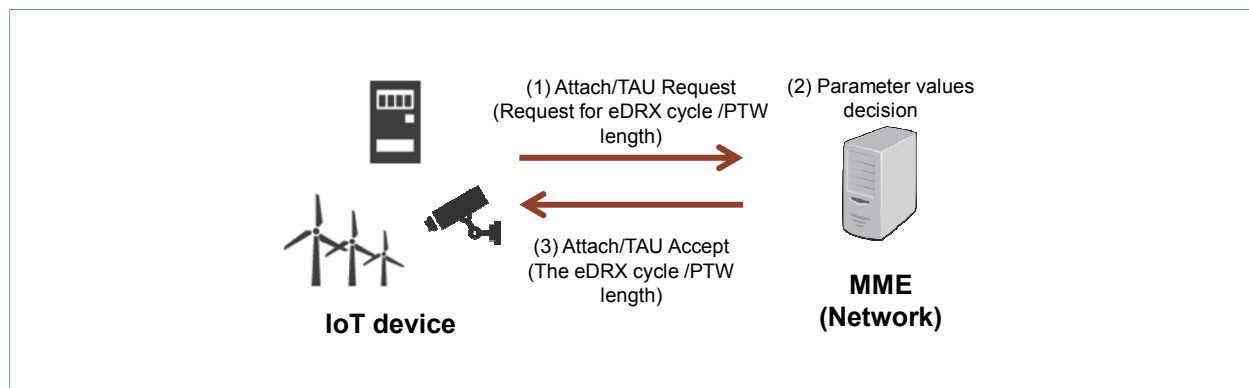 (1) Attach/TAU Request
(Request for eDRX cycle /PTW
length)
(2) Parameter values
decision
(3) Attach/TAU Accept
(The eDRX cycle /PTW
length)
IoT device
MME
(Network)